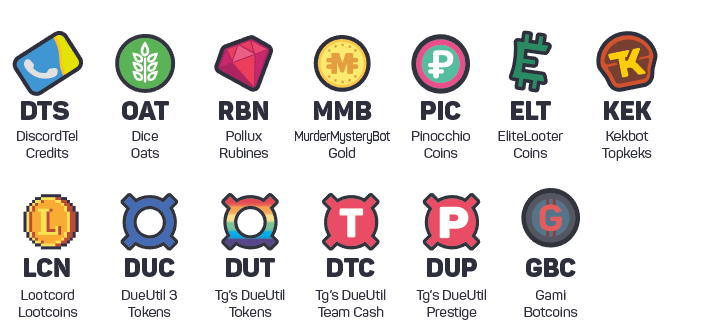 DTS OAT RBN MMB PIC ELT KEK
DiscordTel Dice Pollux MurderMysteryBot Pinocchio EliteLooter Kekbot
Credits Oats Rubines Gold Coins Coins Topkeks
L T P G
LCN DUC DUT DTC DUP GBC
Lootcord DueUtil 3 Tg's DueUtil Tg's DueUtil Tg's DueUtil Gami
Lootcoins Tokens Tokens Team Cash Prestige Botcoins